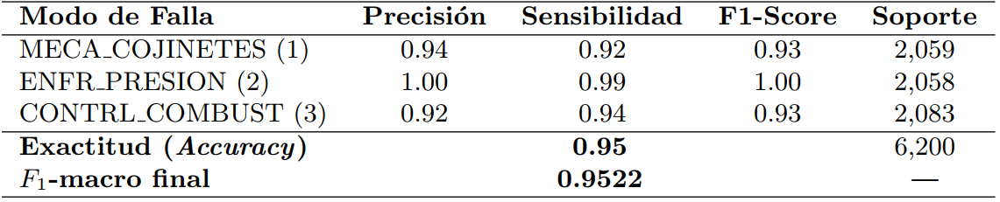 Modo de Falla Precisión Sensibilidad F1-Score Soporte
MECA_COJINETES (1) 0.94 0.92 0.93 2,059
ENFR_PRESION (2) 1.00 0.99 1.00 2,058
CONTRL_COMBUST (3) 0.92 0.94 0.93 2,083
Exactitud (Accuracy) 0.95 6,200
F1-macro final 0.9522 —